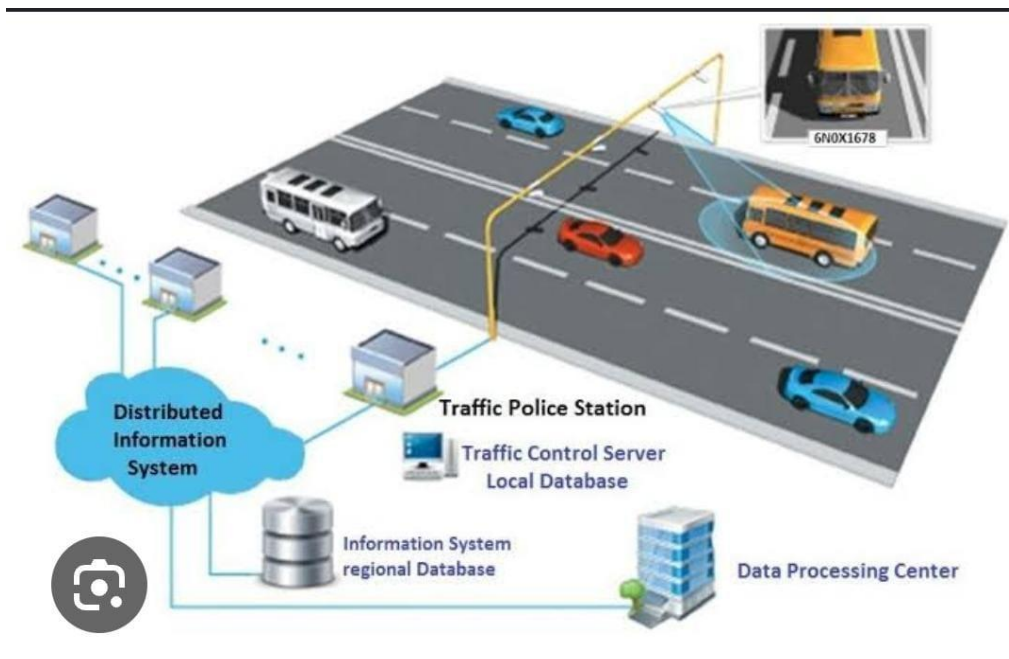 6N0X1678
Distributed
Information
System
Traffic Police Station
Traffic Control Server
Local Database
Information System
regional Database
Data Processing Center